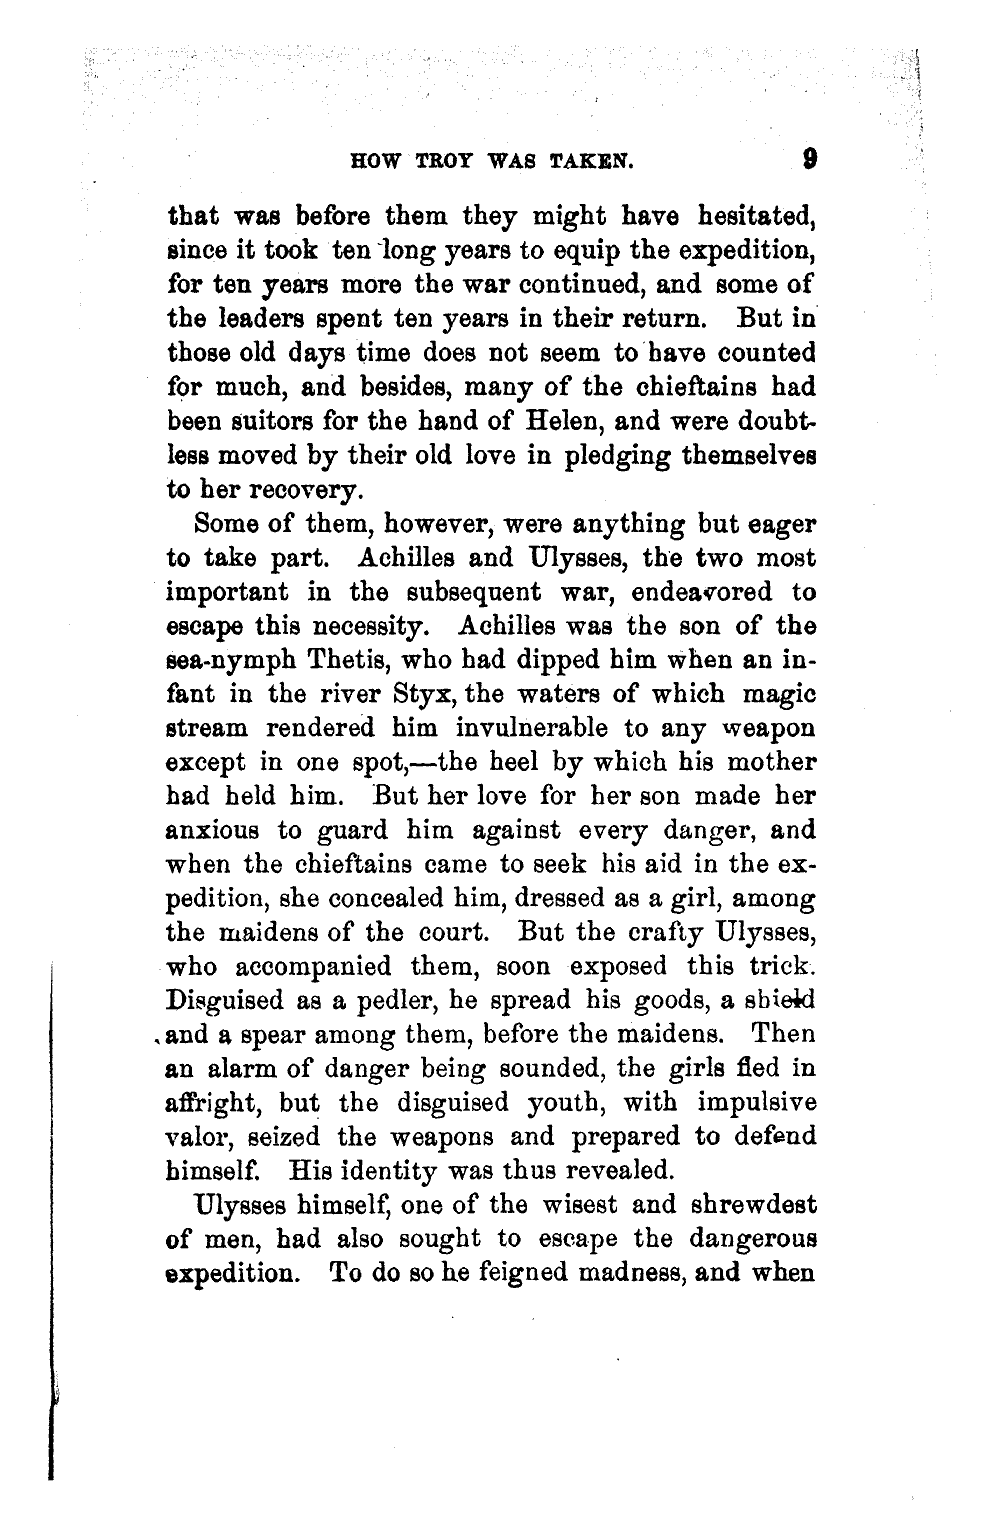 HOW TROY WAS TAKEN. 9
that was before them they might have hesitated,
since it took ten long years to equip the expedition,
for ten years more the war continued, and some of
the leaders spent ten years in their return. But in
those old days time does not seem to have counted
for much, and besides, many of the chieftains had
been suitors for the hand of Helen, and were doubt-
less moved by their old love in pledging themselves
to her recovery.
Some of them, however, were anything but eager
to take part. Achilles and Ulysses, the two most
important in the subsequent war, endeavored to
escape this necessity. Achilles was the son of the
sea-nymph Thetis, who had dipped him when an in-
fant in the river Styx, the waters of which magic
stream rendered him invulnerable to any weapon
except in one spot,—the heel by which his mother
had held him. But her love for her son made her
anxious to guard him against every danger, and
when the chieftains came to seek his aid in the ex-
pedition, she concealed him, dressed as a girl, among
the maidens of the court. But the crafty Ulysses,
who accompanied them, soon exposed this trick.
Disguised as a pedler, he spread his goods, a shield
and a spear among them, before the maidens. Then
an alarm of danger being sounded, the girls fled in
affright, but the disguised youth, with impulsive
valor, seized the weapons and prepared to defend
himself. His identity was thus revealed.
Ulysses himself, one of the wisest and shrewdest
of men, had also sought to escape the dangerous
expedition. To do so he feigned madness, and when